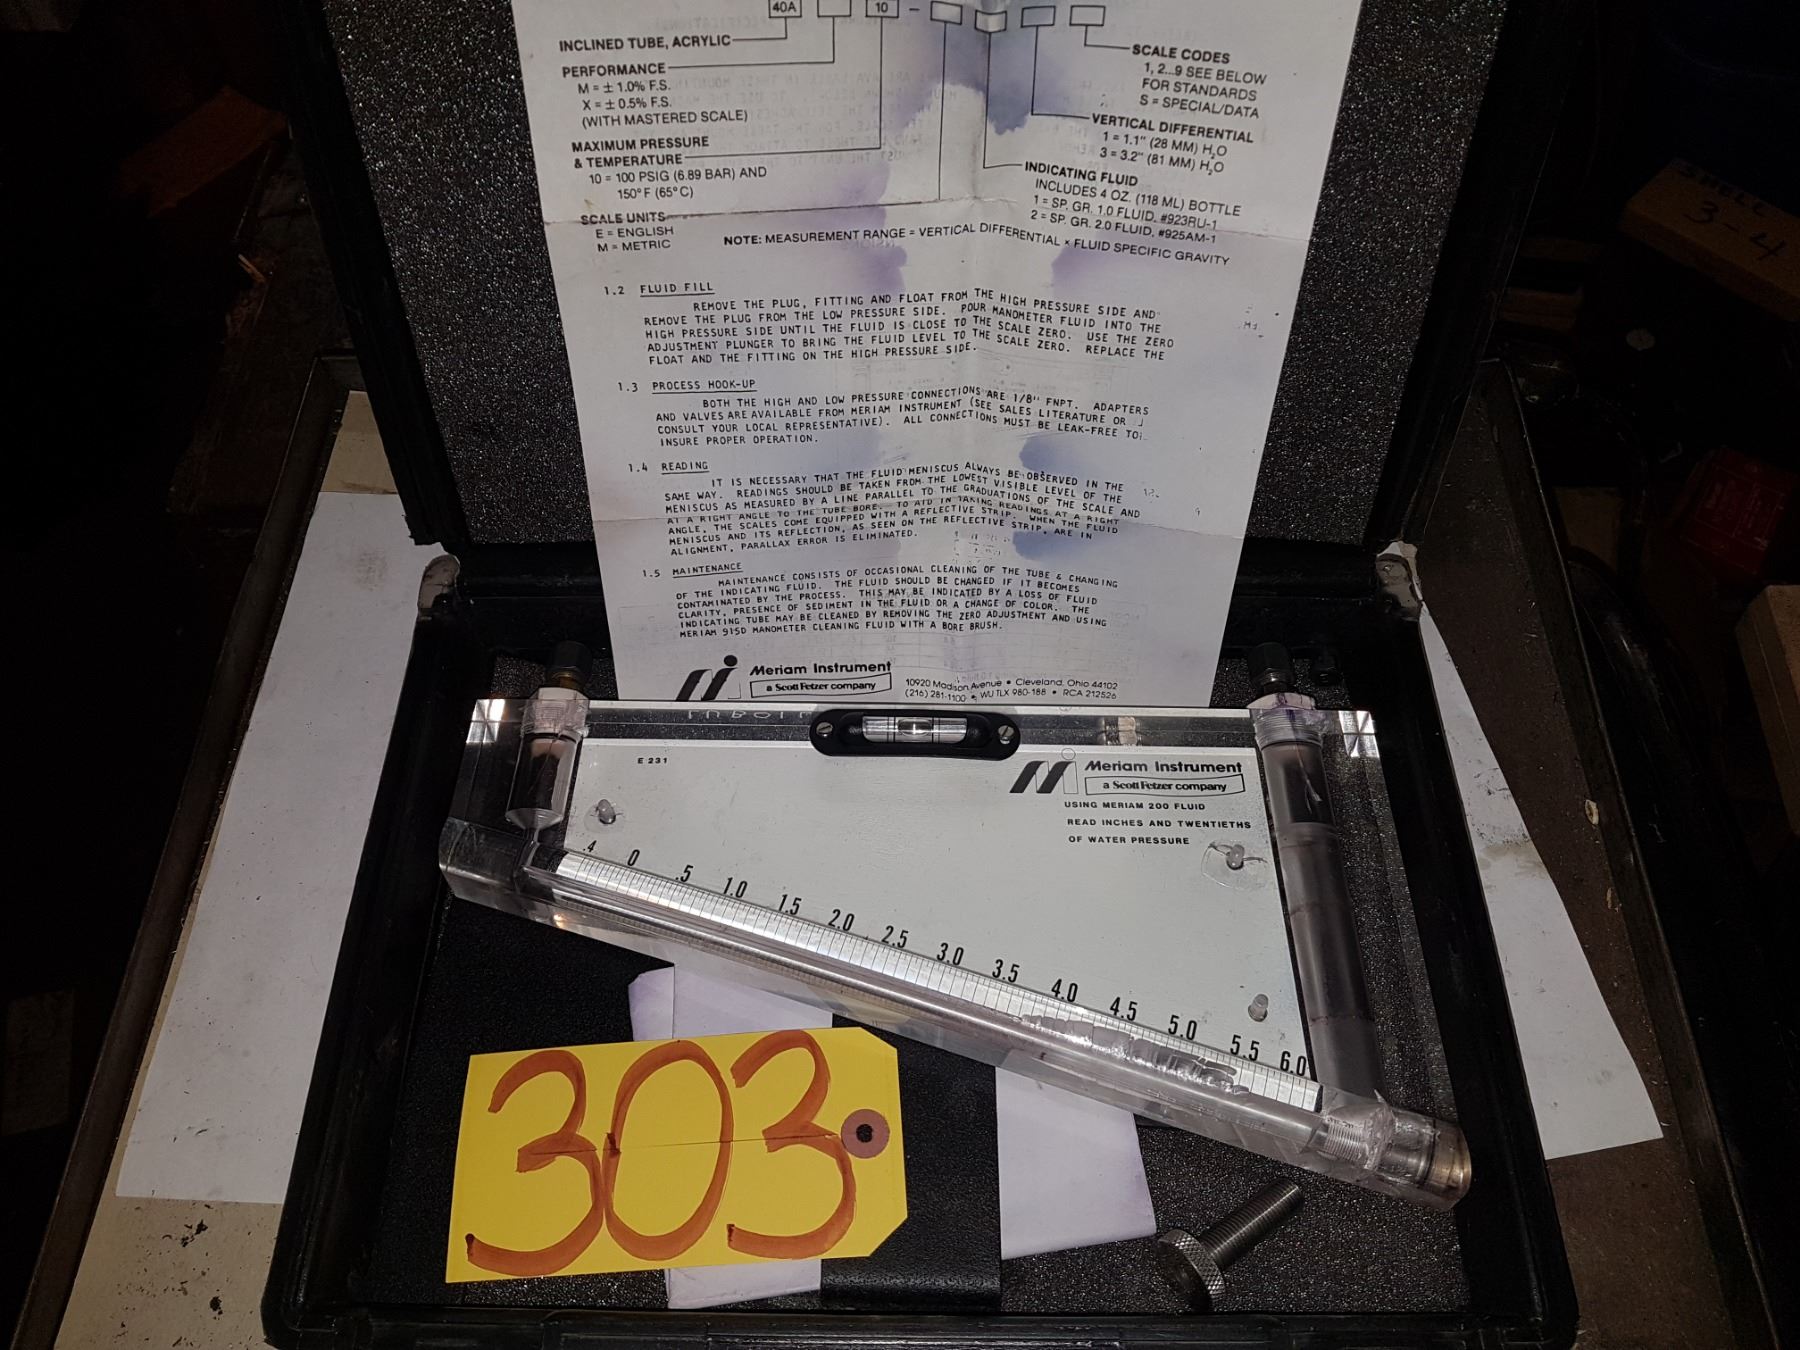 40A 10 -
INCLINED TUBE, ACRYLIC
PERFORMANCE
M = ± 1.0% F.S.
X = ± 0.5% F.S.
(WITH MASTERED SCALE)
MAXIMUM PRESSURE
& TEMPERATURE
10 = 100 PSIG (6.89 BAR) AND
150°F (65°C)
SCALE UNITS
E = ENGLISH
M = METRIC
SCALE CODES
1, 2...9 SEE BELOW
FOR STANDARDS
S = SPECIAL/DATA
VERTICAL DIFFERENTIAL
1 = 1.1" (28 MM) H₂O
3 = 3.2" (81 MM) H₂O
INDICATING FLUID
INCLUDES 4 OZ. (118 ML) BOTTLE
1 = SP. GR. 1.0 FLUID, #923RU-1
2 = SP. GR. 2.0 FLUID, #925AM-1
NOTE: MEASUREMENT RANGE = VERTICAL DIFFERENTIAL × FLUID SPECIFIC GRAVITY
1.2 FLUID FILL
REMOVE THE PLUG, FITTING AND FLOAT FROM THE HIGH PRESSURE SIDE AND
REMOVE THE PLUG FROM THE LOW PRESSURE SIDE. POUR MANOMETER FLUID INTO THE
HIGH PRESSURE SIDE UNTIL THE FLUID IS CLOSE TO THE SCALE ZERO. USE THE ZERO
ADJUSTMENT PLUNGER TO BRING THE FLUID LEVEL TO THE SCALE ZERO. REPLACE THE
FLOAT AND THE FITTING ON THE HIGH PRESSURE SIDE.
1.3 PROCESS HOOK-UP
BOTH THE HIGH AND LOW PRESSURE CONNECTIONS ARE 1/8" FNPT. ADAPTERS
AND VALVES ARE AVAILABLE FROM MERIAM INSTRUMENT (SEE SALES LITERATURE OR
CONSULT YOUR LOCAL REPRESENTATIVE). ALL CONNECTIONS MUST BE LEAK-FREE TO
INSURE PROPER OPERATION.
1.4 READING
IT IS NECESSARY THAT THE FLUID MENISCUS ALWAYS BE OBSERVED IN THE
SAME WAY. READINGS SHOULD BE TAKEN FROM THE LOWEST VISIBLE LEVEL OF THE
MENISCUS AS MEASURED BY A LINE PARALLEL TO THE GRADUATIONS OF THE SCALE AND
AT A RIGHT ANGLE TO THE TUBE BORE. TO AID IN TAKING READINGS AT A RIGHT
ANGLE, THE SCALES COME EQUIPPED WITH A REFLECTIVE STRIP. WHEN THE FLUID
MENISCUS AND ITS REFLECTION, AS SEEN ON THE REFLECTIVE STRIP, ARE IN
ALIGNMENT, PARALLAX ERROR IS ELIMINATED.
1.5 MAINTENANCE
MAINTENANCE CONSISTS OF OCCASIONAL CLEANING OF THE TUBE & CHANGING
OF THE INDICATING FLUID. THE FLUID SHOULD BE CHANGED IF IT BECOMES
CONTAMINATED BY THE PROCESS. THIS MAY BE INDICATED BY A LOSS OF FLUID
CLARITY, PRESENCE OF SEDIMENT IN THE FLUID OR A CHANGE OF COLOR. THE
INDICATING TUBE MAY BE CLEANED BY REMOVING THE ZERO ADJUSTMENT AND USING
MERIAM 915D MANOMETER CLEANING FLUID WITH A BORE BRUSH.
Meriam Instrument
a Scott Fetzer company
10920 Madison Avenue • Cleveland, Ohio 44102
(216) 281-1100 • WU TLX 980-188 • RCA 212526
E 231
Meriam Instrument
a Scott Fetzer company
USING MERIAM 200 FLUID
READ INCHES AND TWENTIETHS
OF WATER PRESSURE
.4 0 .5 1.0 1.5 2.0 2.5 3.0 3.5 4.0 4.5 5.0 5.5 6.0
303
SHELL
3-4